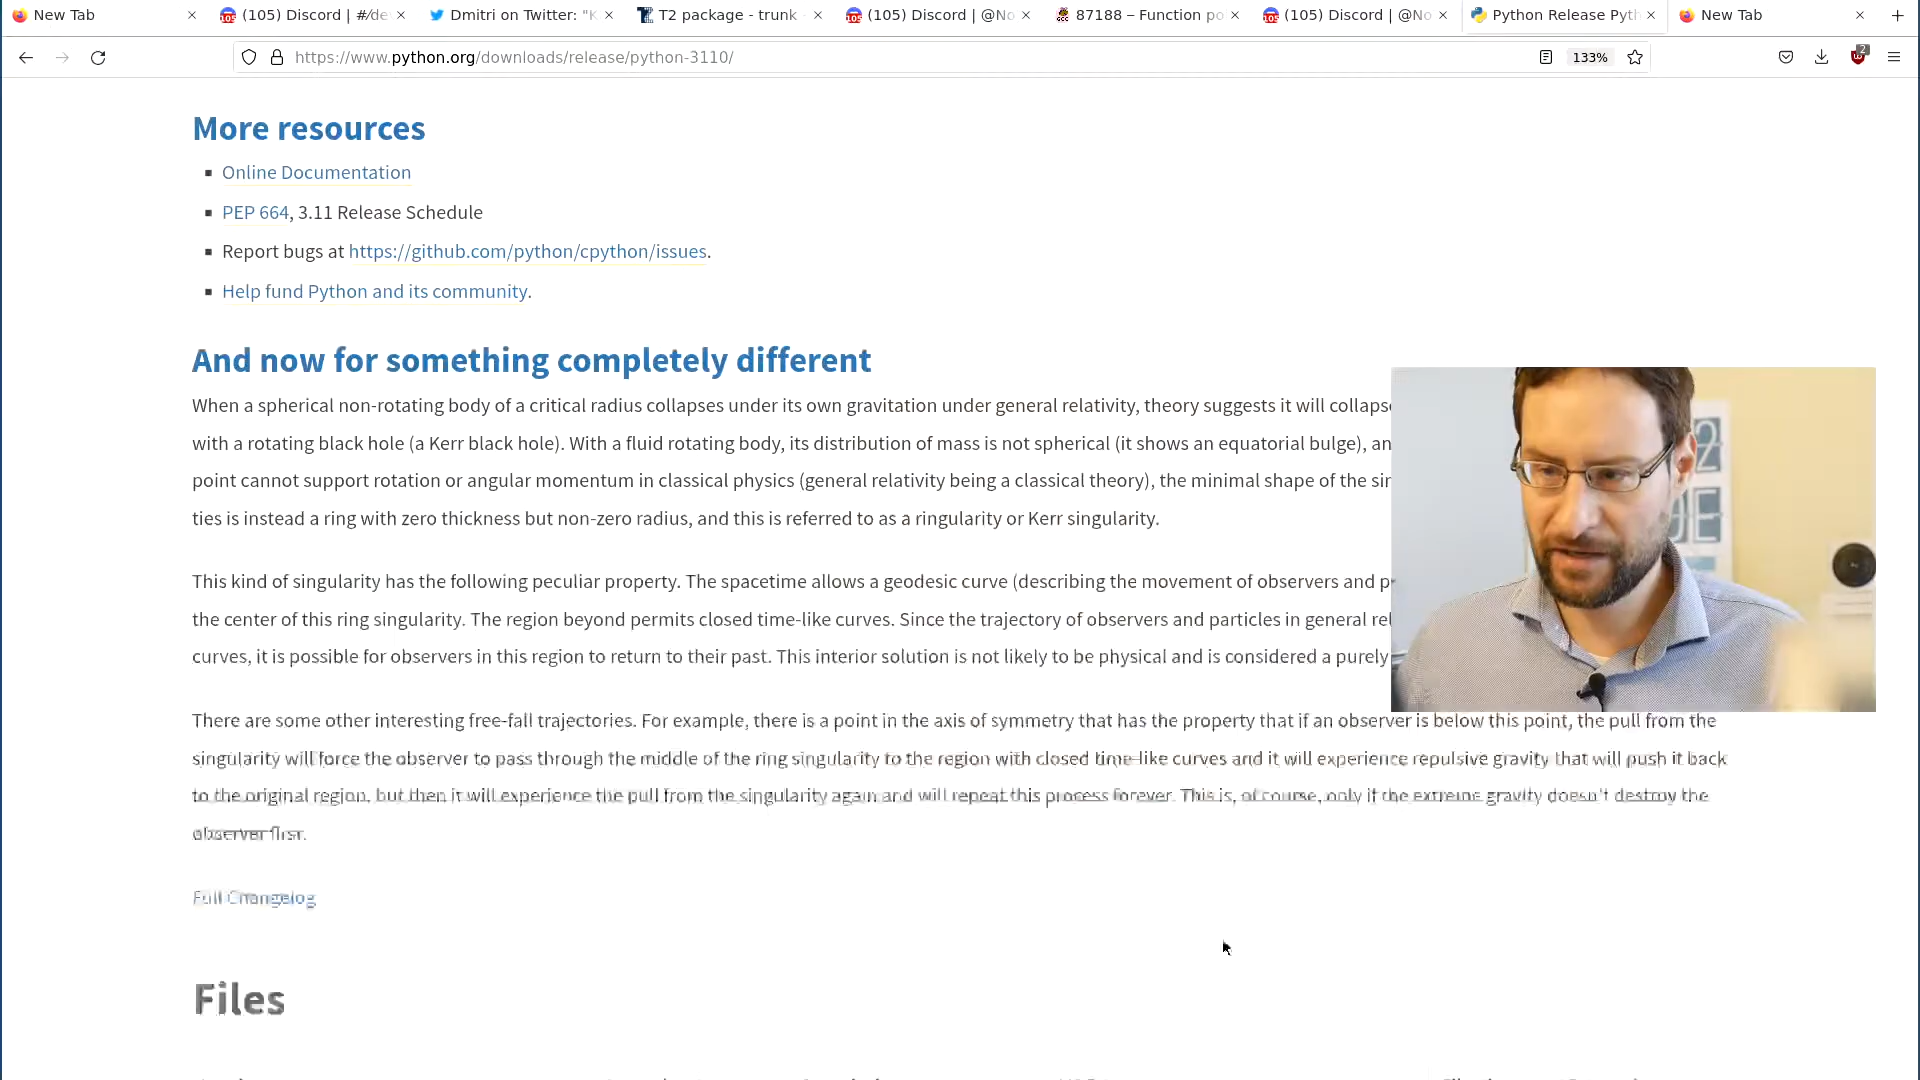 New Tab
(105) Discord | #/de
Dmitri on Twitter: "K
T2 package - trunk
(105) Discord | @No
87188 – Function po
(105) Discord | @No
Python Release Pyth
New Tab
https://www.python.org/downloads/release/python-3110/
133%
2
More resources
Online Documentation
PEP 664, 3.11 Release Schedule
Report bugs at https://github.com/python/cpython/issues.
Help fund Python and its community.
And now for something completely different
When a spherical non-rotating body of a critical radius collapses under its own gravitation under general relativity, theory suggests it will collapse
with a rotating black hole (a Kerr black hole). With a fluid rotating body, its distribution of mass is not spherical (it shows an equatorial bulge), an
point cannot support rotation or angular momentum in classical physics (general relativity being a classical theory), the minimal shape of the sin
ties is instead a ring with zero thickness but non-zero radius, and this is referred to as a ringularity or Kerr singularity.
This kind of singularity has the following peculiar property. The spacetime allows a geodesic curve (describing the movement of observers and p
the center of this ring singularity. The region beyond permits closed time-like curves. Since the trajectory of observers and particles in general rel
curves, it is possible for observers in this region to return to their past. This interior solution is not likely to be physical and is considered a purely
There are some other interesting free-fall trajectories. For example, there is a point in the axis of symmetry that has the property that if an observer is below this point, the pull from the
singularity will force the observer to pass through the middle of the ring singularity to the region with closed time-like curves and it will experience repulsive gravity that will push it back
to the original region, but then it will experience the pull from the singularity again and will repeat this process forever. This is, of course, only if the extreme gravity doesn't destroy the
observer first.
Full Changelog
Files